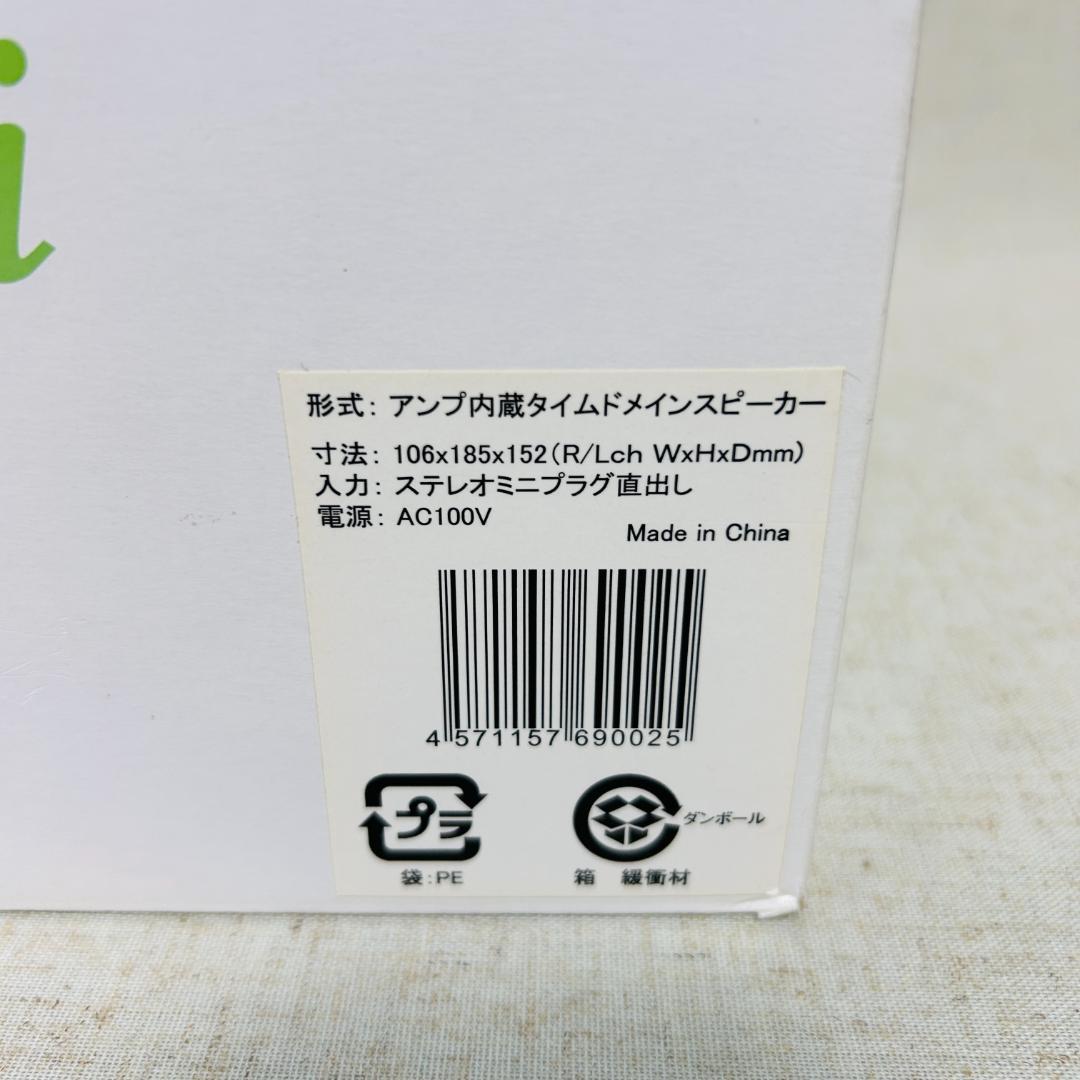 i
形式: アンプ内蔵タイムドメインスピーカー
寸法: 106x185x152(R/Lch WxHxDmm)
入力: ステレオミニプラグ直出し
電源: AC100V
Made in China
4 571157 690025
プラ
ダンボール
袋:PE
箱 緩衝材